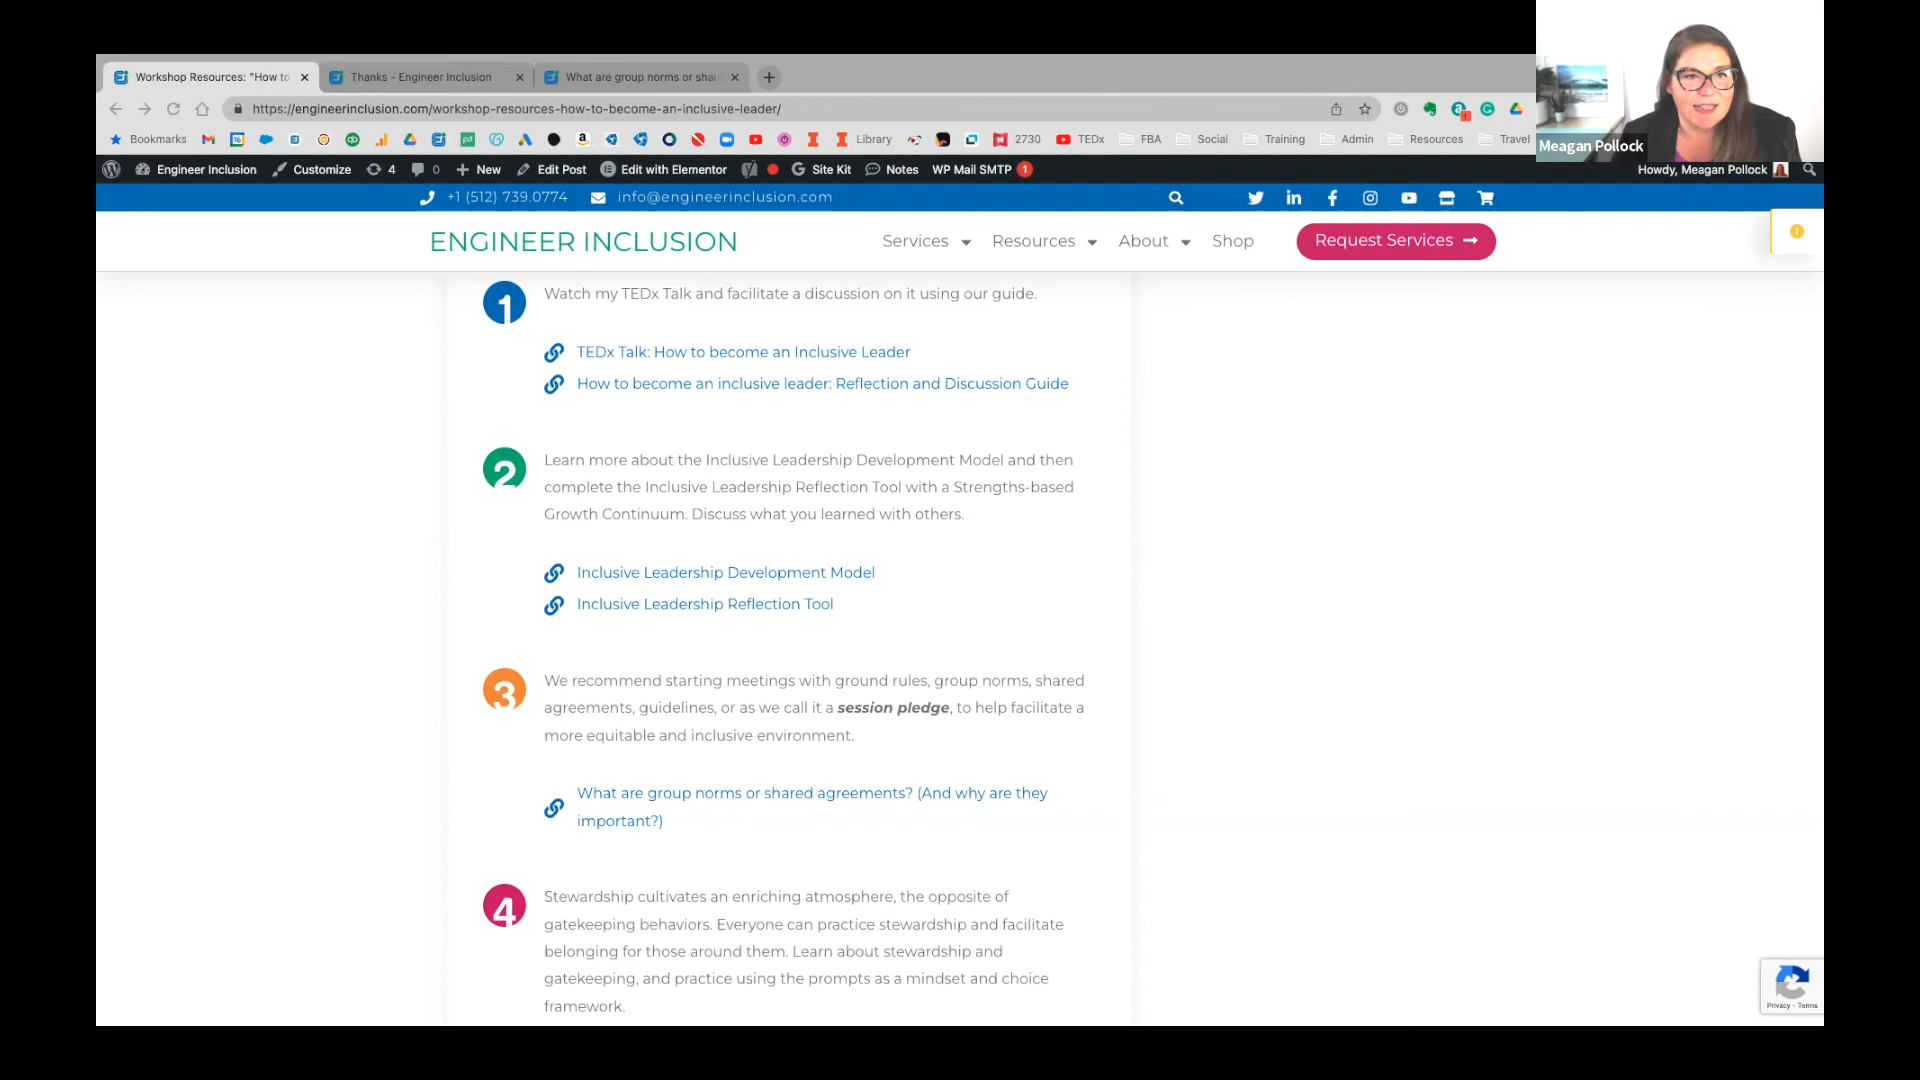 Workshop Resources: "How to
Thanks - Engineer Inclusion
What are group norms or share
https://engineerinclusion.com/workshop-resources-how-to-become-an-inclusive-leader/
Bookmarks
Library
2730
TEDx
FBA
Social
Training
Admin
Resources
Travel
Meagan Pollock
Engineer Inclusion
Customize
4
0
New
Edit Post
Edit with Elementor
Site Kit
Notes
WP Mail SMTP 1
Howdy, Meagan Pollock
+1 (512) 739.0774
info@engineerinclusion.com
ENGINEER INCLUSION
Services
Resources
About
Shop
Request Services
1
Watch my TEDx Talk and facilitate a discussion on it using our guide.
TEDx Talk: How to become an Inclusive Leader
How to become an inclusive leader: Reflection and Discussion Guide
2
Learn more about the Inclusive Leadership Development Model and then
complete the Inclusive Leadership Reflection Tool with a Strengths-based
Growth Continuum. Discuss what you learned with others.
Inclusive Leadership Development Model
Inclusive Leadership Reflection Tool
3
We recommend starting meetings with ground rules, group norms, shared
agreements, guidelines, or as we call it a session pledge, to help facilitate a
more equitable and inclusive environment.
What are group norms or shared agreements? (And why are they
important?)
4
Stewardship cultivates an enriching atmosphere, the opposite of
gatekeeping behaviors. Everyone can practice stewardship and facilitate
belonging for those around them. Learn about stewardship and
gatekeeping, and practice using the prompts as a mindset and choice
framework.
Privacy - Terms